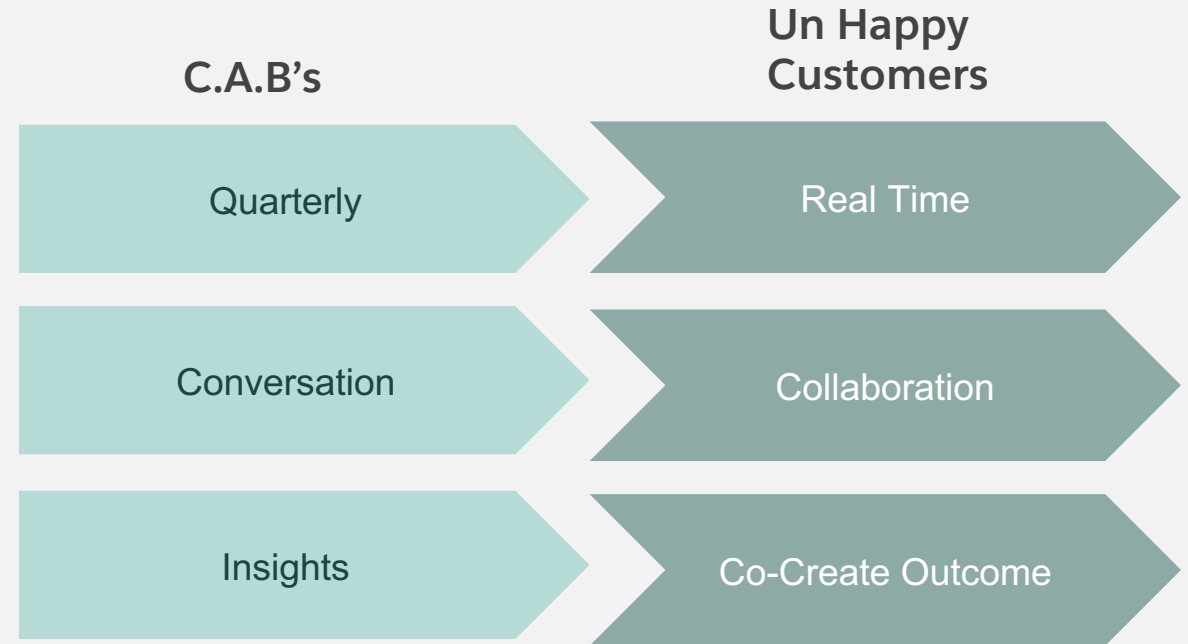 C.A.B’s
Un Happy
Customers
Quarterly
Real Time
Conversation
Collaboration
Insights
Co-Create Outcome